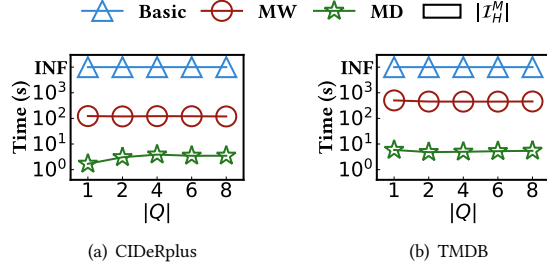 Basic MW MD |𝓘_H^M|
Time (s)
INF
10³
10²
10¹
10⁰
1 2 4 6 8
|Q|
(a) CIDeRplus
Time (s)
INF
10³
10²
10¹
10⁰
1 2 4 6 8
|Q|
(b) TMDB